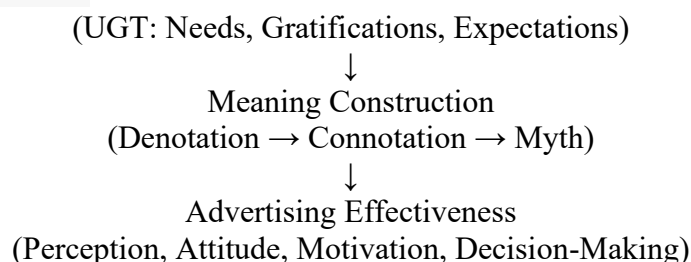 (UGT: Needs, Gratifications, Expectations)
↓
Meaning Construction
(Denotation → Connotation → Myth)
↓
Advertising Effectiveness
(Perception, Attitude, Motivation, Decision-Making)